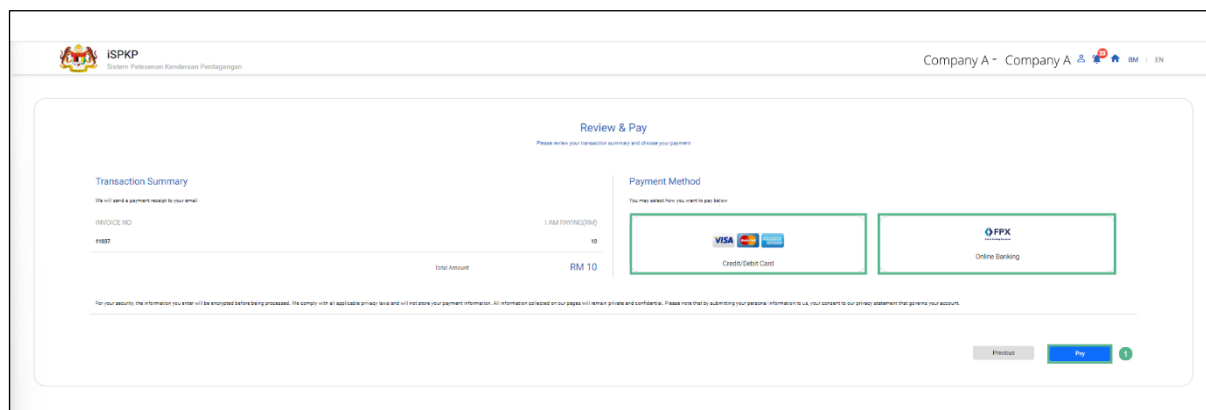 iSPKP
Sistem Pelesenan Kenderaan Perdagangan
Company A Company A 23 BM | EN
Review & Pay
Please review your transaction summary and choose your payment
Transaction Summary
We will send a payment receipt to your email
INVOICE NO I AM PAYING(RM)
11037 10
Total Amount RM 10
Payment Method
You may select how you want to pay below
VISA
Credit/Debit Card
FPX
Online Banking
For your security, the information you enter will be encrypted before being processed. We comply with all applicable privacy laws and will not store your payment information. All information collected on our pages will remain private and confidential. Please note that by submitting your personal information to us, your consent to our privacy statement that governs your account.
Previous Pay 1